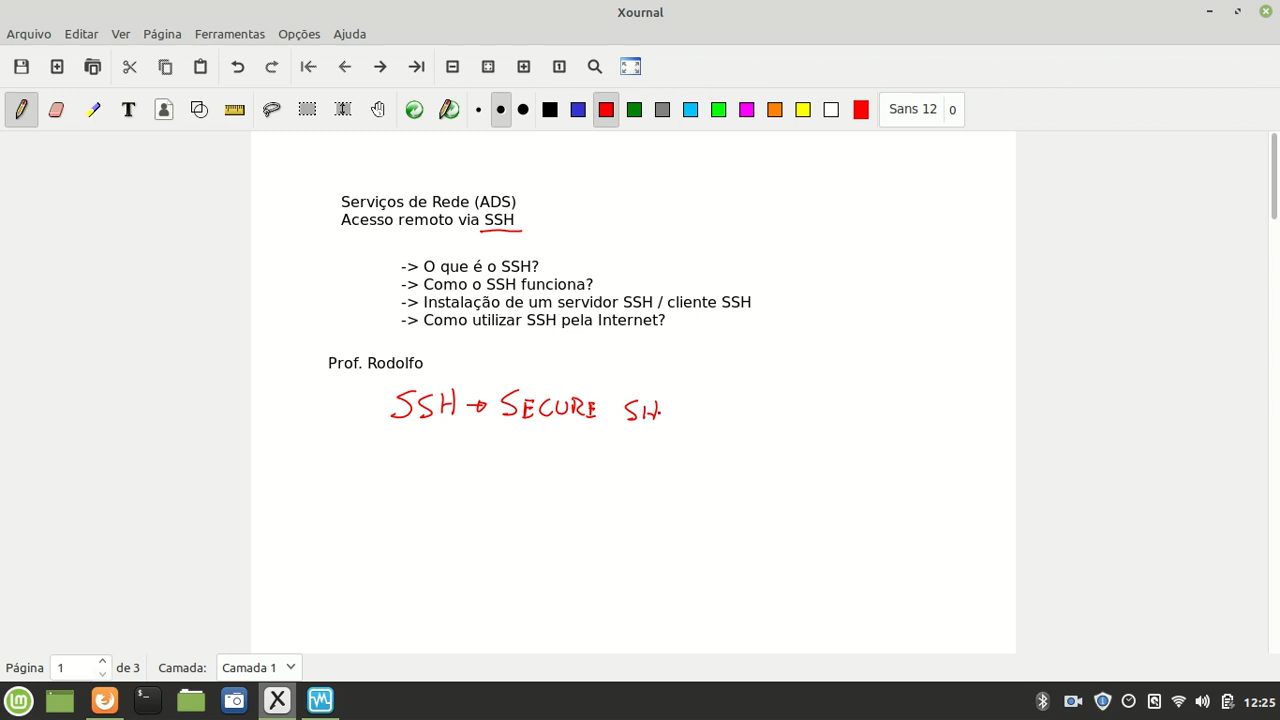 Xournal
Arquivo Editar Ver Página Ferramentas Opções Ajuda
Sans 12 0
Serviços de Rede (ADS)
Acesso remoto via SSH
-> O que é o SSH?
-> Como o SSH funciona?
-> Instalação de um servidor SSH / cliente SSH
-> Como utilizar SSH pela Internet?
Prof. Rodolfo
SSH → SECURE SH
Página 1 de 3 Camada: Camada 1
12:25